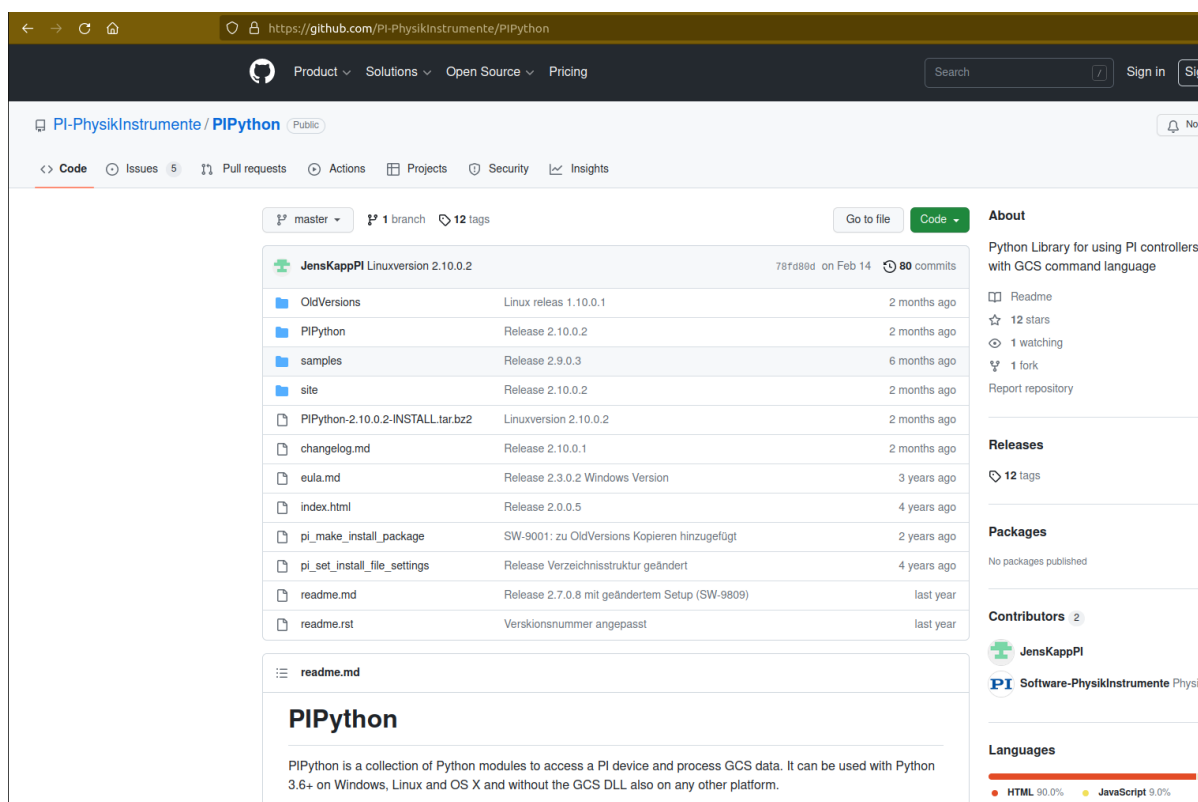 https://github.com/PI-PhysikInstrumente/PIPython
Product Solutions Open Source Pricing Search / Sign in
PI-PhysikInstrumente / PIPython Public
Code Issues 5 Pull requests Actions Projects Security Insights
master 1 branch 12 tags Go to file Code
JensKappPI Linuxversion 2.10.0.2 78fd80d on Feb 14 80 commits
OldVersions Linux releas 1.10.0.1 2 months ago
PIPython Release 2.10.0.2 2 months ago
samples Release 2.9.0.3 6 months ago
site Release 2.10.0.2 2 months ago
PIPython-2.10.0.2-INSTALL.tar.bz2 Linuxversion 2.10.0.2 2 months ago
changelog.md Release 2.10.0.1 2 months ago
eula.md Release 2.3.0.2 Windows Version 3 years ago
index.html Release 2.0.0.5 4 years ago
pi_make_install_package SW-9001: zu OldVersions Kopieren hinzugefügt 2 years ago
pi_set_install_file_settings Release Verzeichnisstruktur geändert 4 years ago
readme.md Release 2.7.0.8 mit geändertem Setup (SW-9809) last year
readme.rst Verskionsnummer angepasst last year
readme.md
PIPython
PIPython is a collection of Python modules to access a PI device and process GCS data. It can be used with Python
3.6+ on Windows, Linux and OS X and without the GCS DLL also on any other platform.
About
Python Library for using PI controllers
with GCS command language
Readme
12 stars
1 watching
1 fork
Report repository
Releases
12 tags
Packages
No packages published
Contributors 2
JensKappPI
PI Software-PhysikInstrumente
Languages
HTML 90.0% JavaScript 9.0%